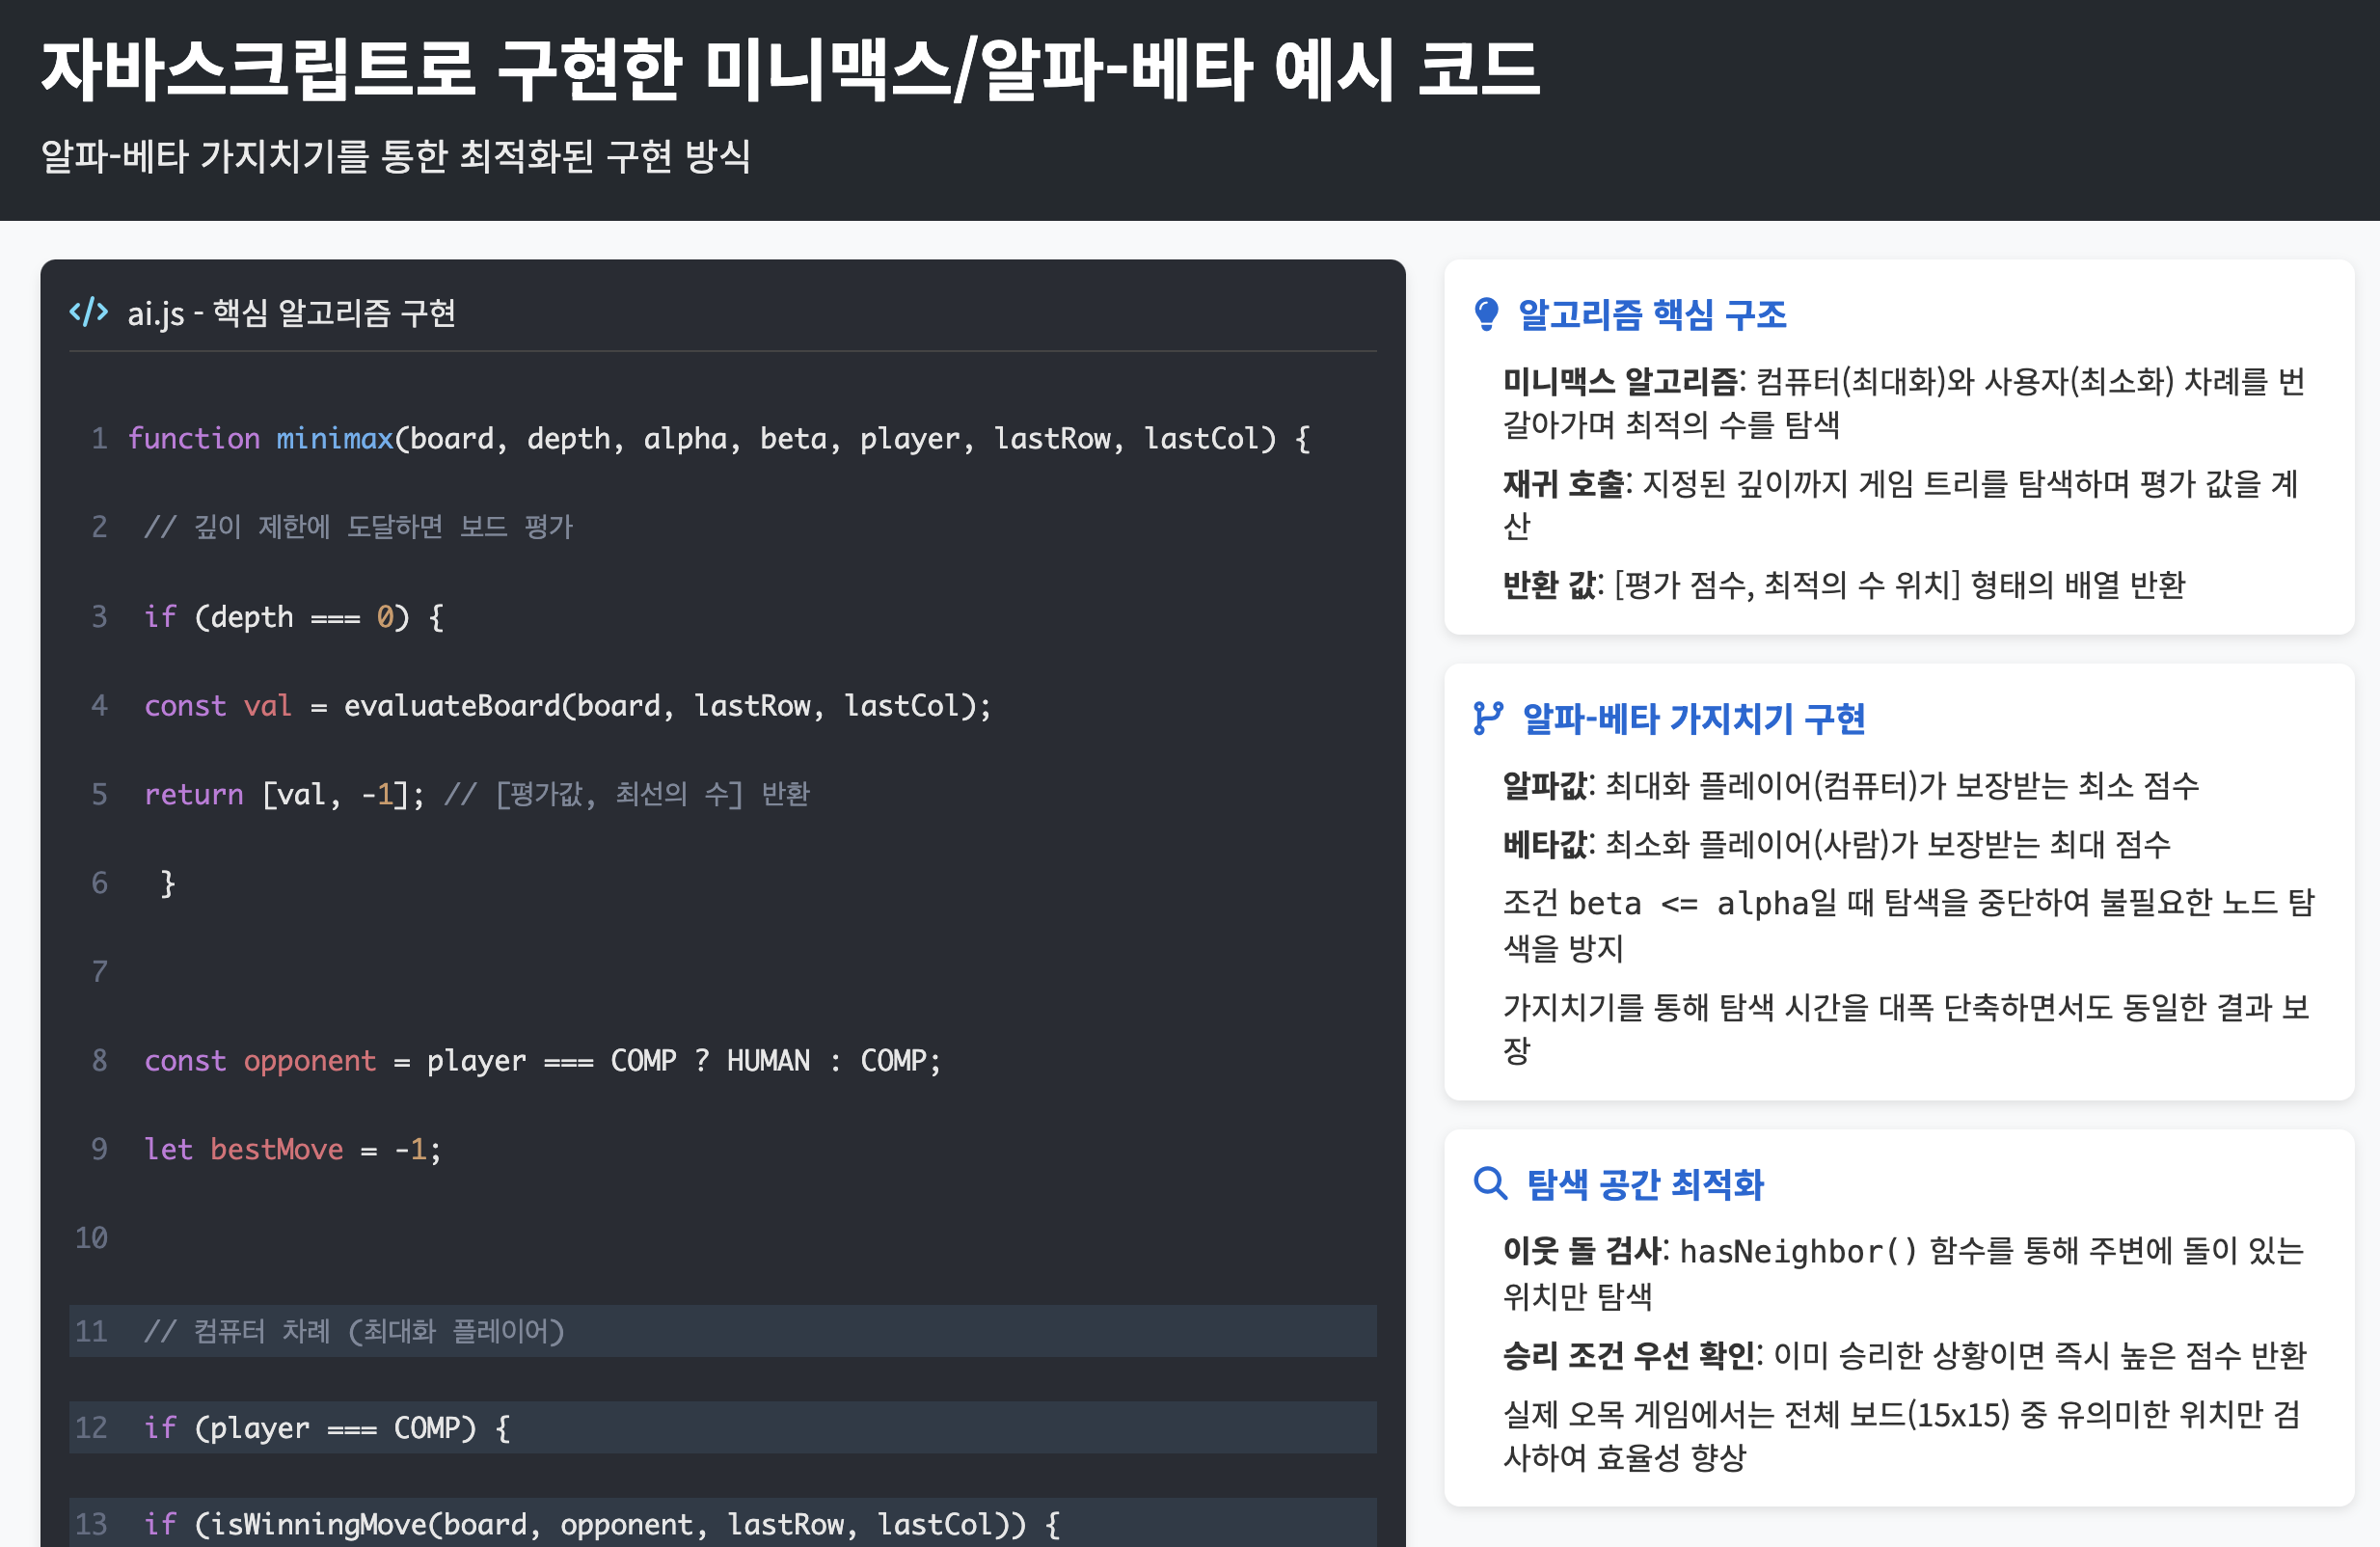 자바스크립트로 구현한 미니맥스/알파-베타 예시 코드
알파-베타 가지치기를 통한 최적화된 구현 방식
ai.js - 핵심 알고리즘 구현
1 function minimax(board, depth, alpha, beta, player, lastRow, lastCol) {
2 // 깊이 제한에 도달하면 보드 평가
3 if (depth === 0) {
4 const val = evaluateBoard(board, lastRow, lastCol);
5 return [val, -1]; // [평가값, 최선의 수] 반환
6 }
7
8 const opponent = player === COMP ? HUMAN : COMP;
9 let bestMove = -1;
10
11 // 컴퓨터 차례 (최대화 플레이어)
12 if (player === COMP) {
13 if (isWinningMove(board, opponent, lastRow, lastCol)) {
알고리즘 핵심 구조
미니맥스 알고리즘: 컴퓨터(최대화)와 사용자(최소화) 차례를 번
갈아가며 최적의 수를 탐색
재귀 호출: 지정된 깊이까지 게임 트리를 탐색하며 평가 값을 계
산
반환 값: [평가 점수, 최적의 수 위치] 형태의 배열 반환
알파-베타 가지치기 구현
알파값: 최대화 플레이어(컴퓨터)가 보장받는 최소 점수
베타값: 최소화 플레이어(사람)가 보장받는 최대 점수
조건 beta <= alpha일 때 탐색을 중단하여 불필요한 노드 탐
색을 방지
가지치기를 통해 탐색 시간을 대폭 단축하면서도 동일한 결과 보
장
탐색 공간 최적화
이웃 돌 검사: hasNeighbor() 함수를 통해 주변에 돌이 있는
위치만 탐색
승리 조건 우선 확인: 이미 승리한 상황이면 즉시 높은 점수 반환
실제 오목 게임에서는 전체 보드(15x15) 중 유의미한 위치만 검
사하여 효율성 향상